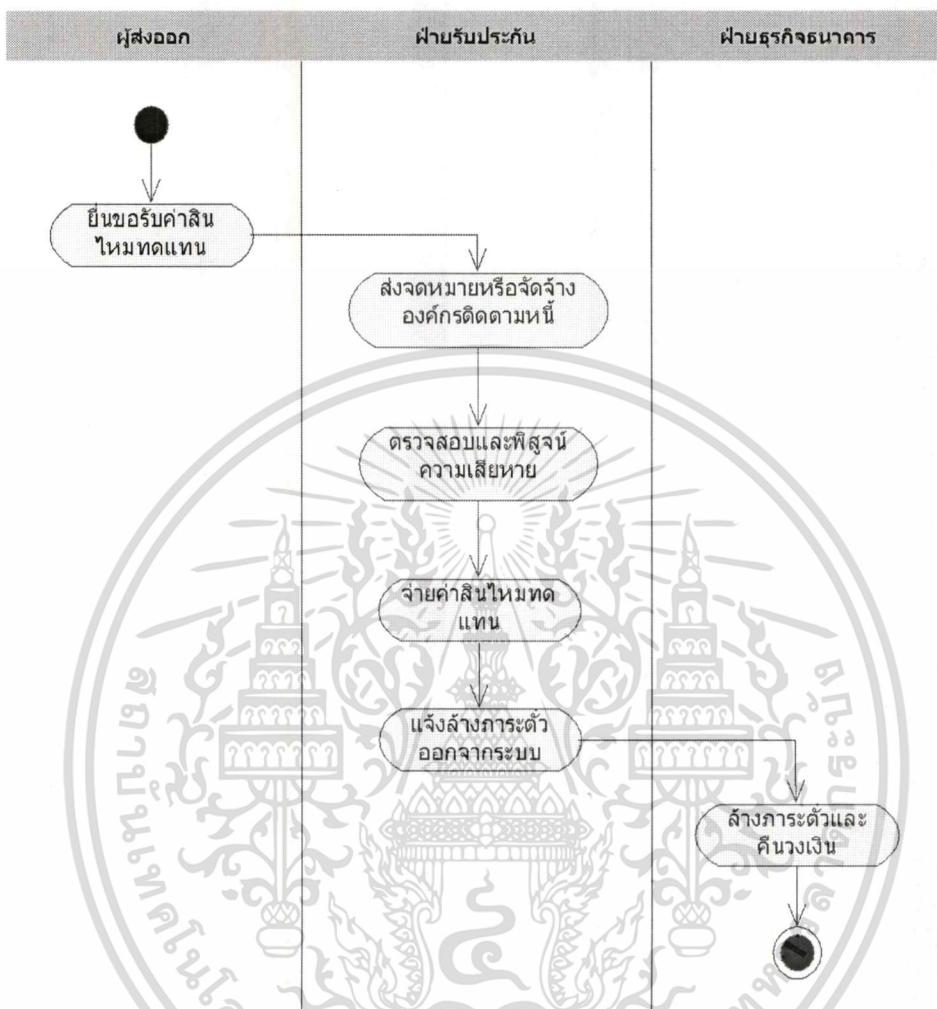 ผู้ส่งออก
ฝ่ายรับประกัน
ฝ่ายธุรกิจธนาคาร
ยื่นขอรับค่าสิน
ไหมทดแทน
ส่งจดหมายหรือจัดจ้าง
องค์กรติดตามหนี้
ตรวจสอบและพิสูจน์
ความเสียหาย
จ่ายค่าสินไหมทด
แทน
แจ้งล้างภาระตั๋ว
ออกจากระบบ
ล้างภาระตั๋วและ
คืนวงเงิน